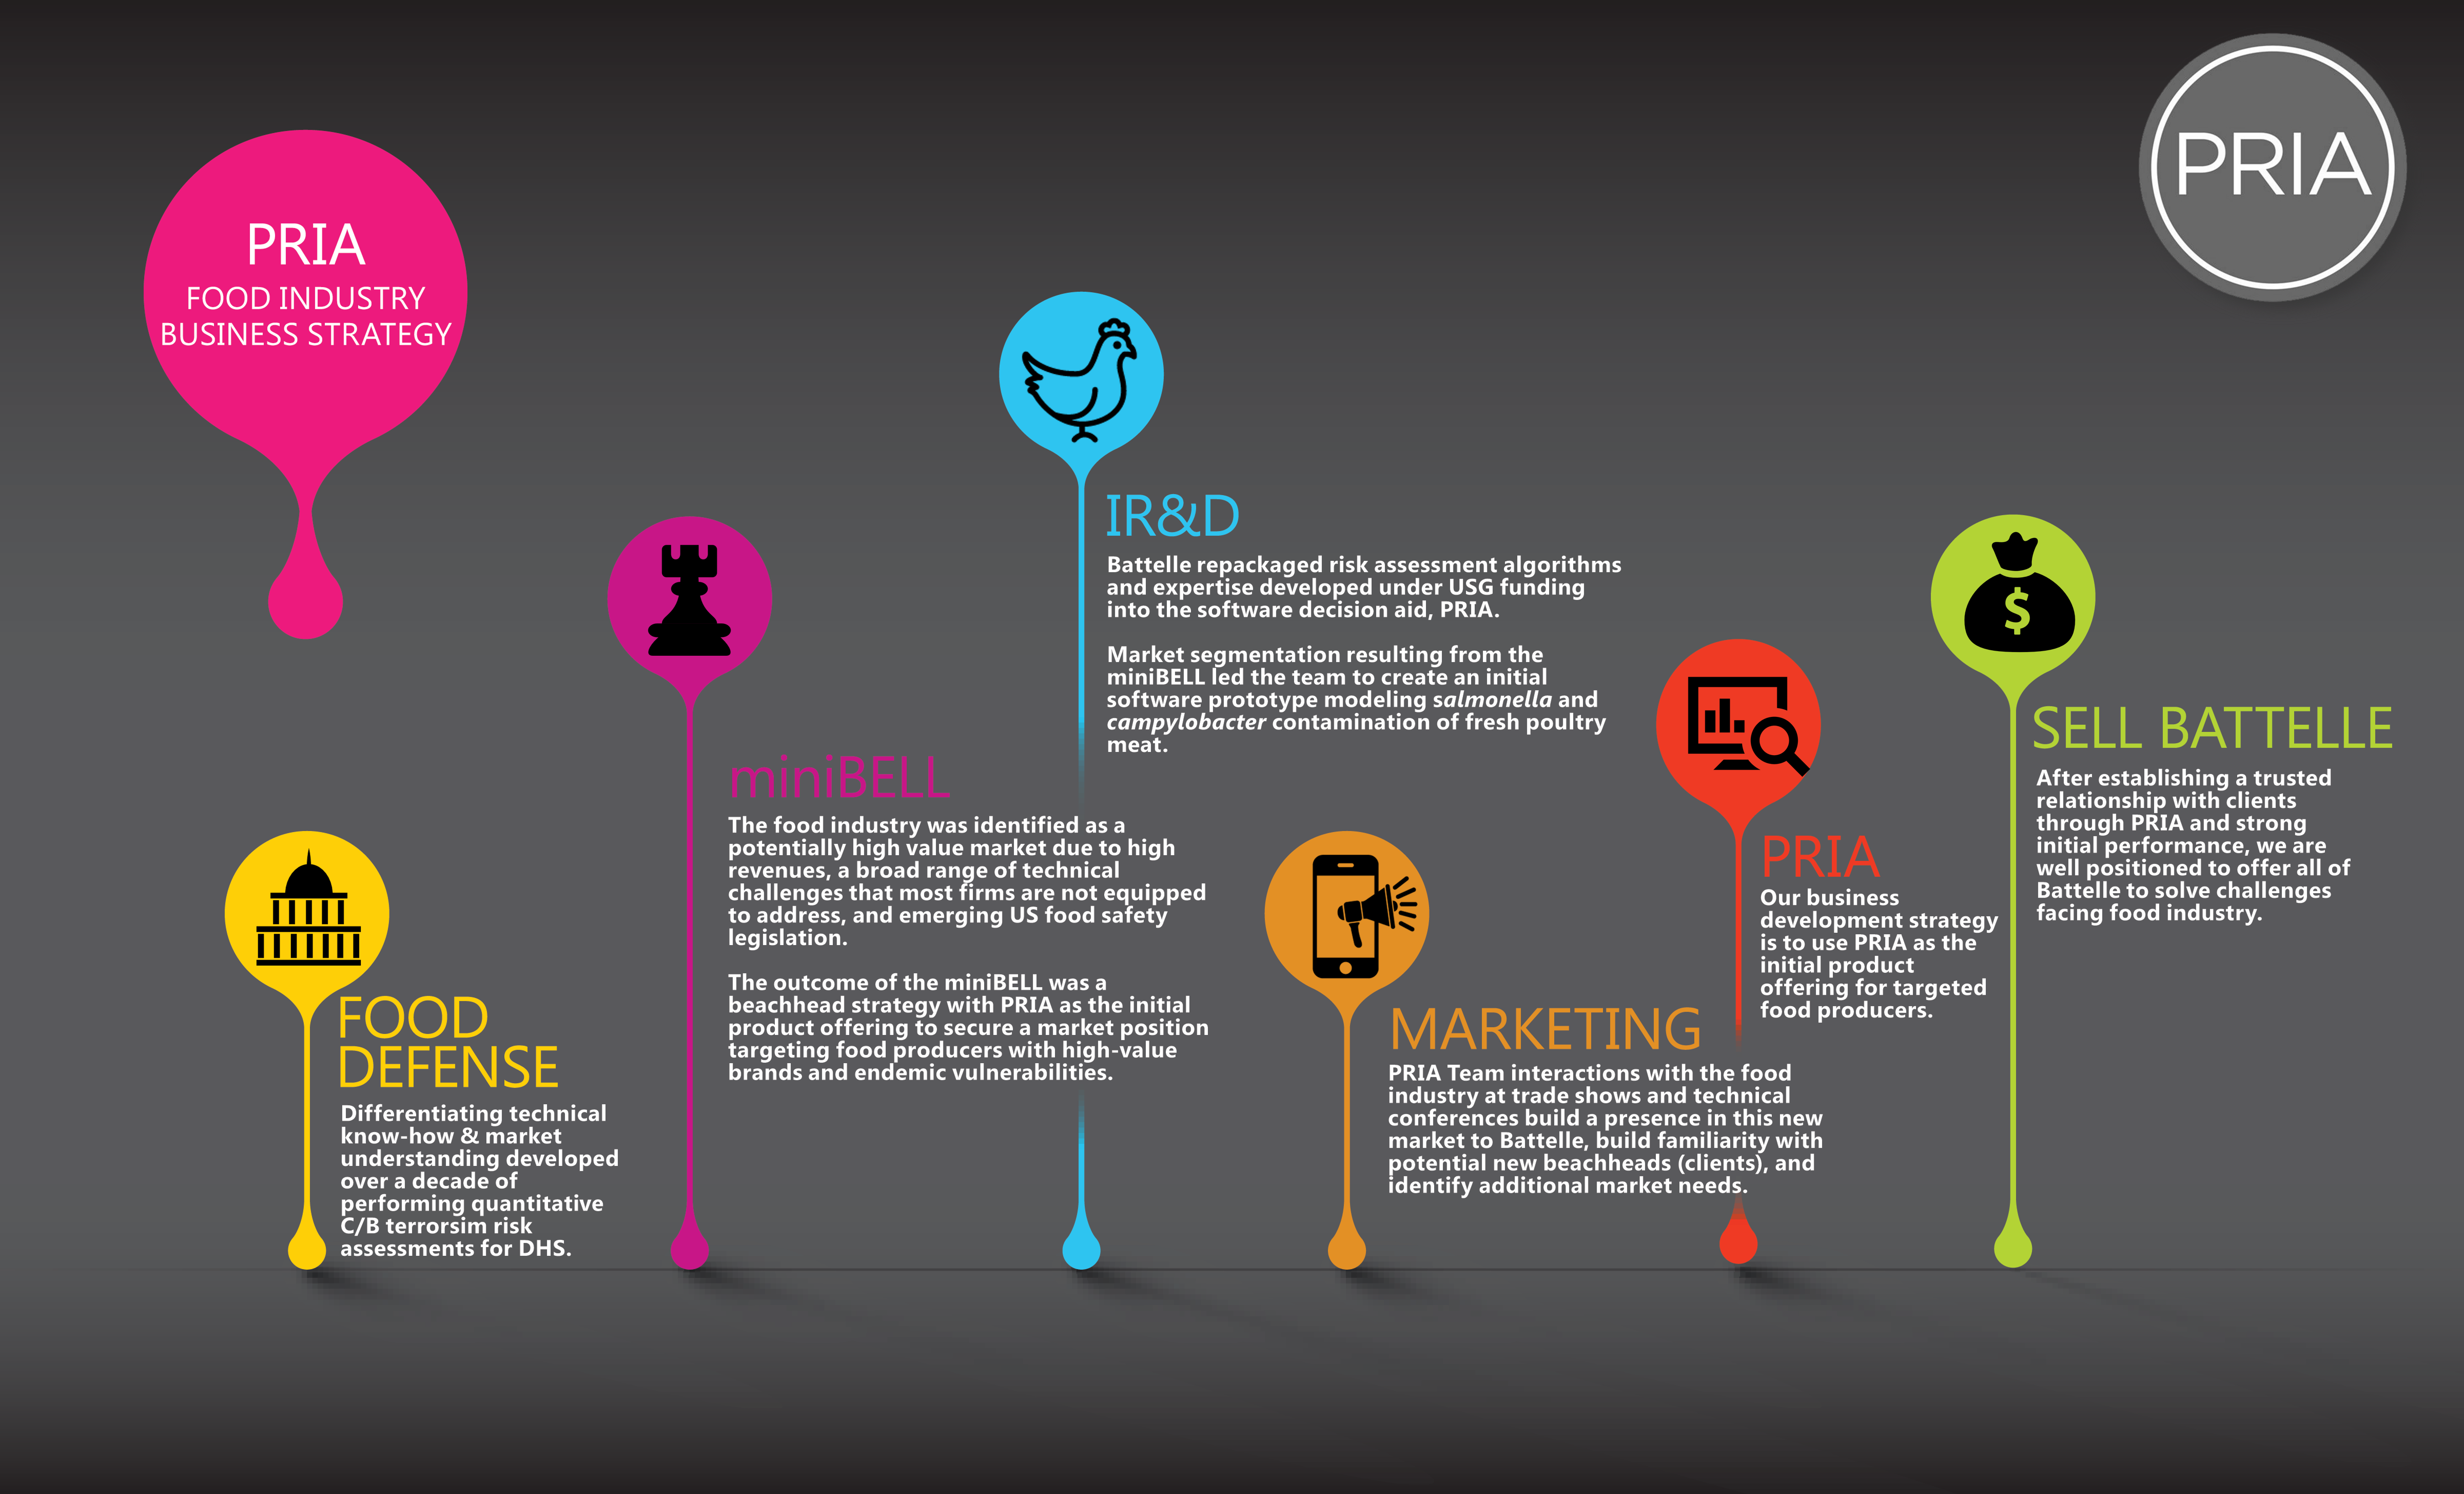 PRIA
FOOD INDUSTRY
BUSINESS STRATEGY
PRIA
FOOD
DEFENSE
Differentiating technical
know-how & market
understanding developed
over a decade of
performing quantitative
C/B terrorsim risk
assessments for DHS.
miniBELL
The food industry was identified as a
potentially high value market due to high
revenues, a broad range of technical
challenges that most firms are not equipped
to address, and emerging US food safety
legislation.
The outcome of the miniBELL was a
beachhead strategy with PRIA as the initial
product offering to secure a market position
targeting food producers with high-value
brands and endemic vulnerabilities.
IR&D
Battelle repackaged risk assessment algorithms
and expertise developed under USG funding
into the software decision aid, PRIA.
Market segmentation resulting from the
miniBELL led the team to create an initial
software prototype modeling salmonella and
campylobacter contamination of fresh poultry
meat.
MARKETING
PRIA Team interactions with the food
industry at trade shows and technical
conferences build a presence in this new
market to Battelle, build familiarity with
potential new beachheads (clients), and
identify additional market needs.
PRIA
Our business
development strategy
is to use PRIA as the
initial product
offering for targeted
food producers.
$
SELL BATTELLE
After establishing a trusted
relationship with clients
through PRIA and strong
initial performance, we are
well positioned to offer all of
Battelle to solve challenges
facing food industry.